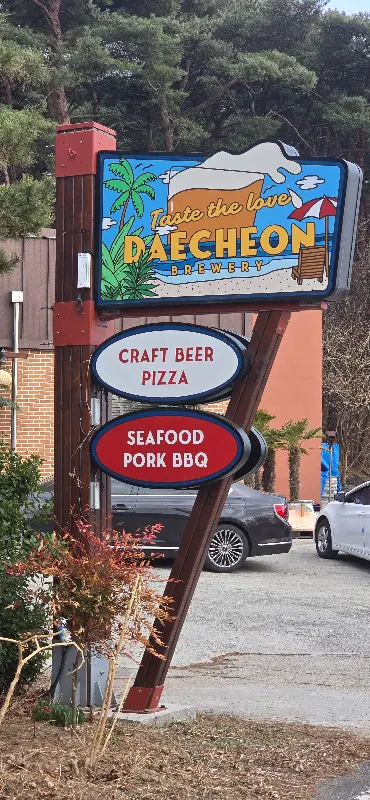 Taste the love
DAECHEON
BREWERY
CRAFT BEER
PIZZA
SEAFOOD
PORK BBQ